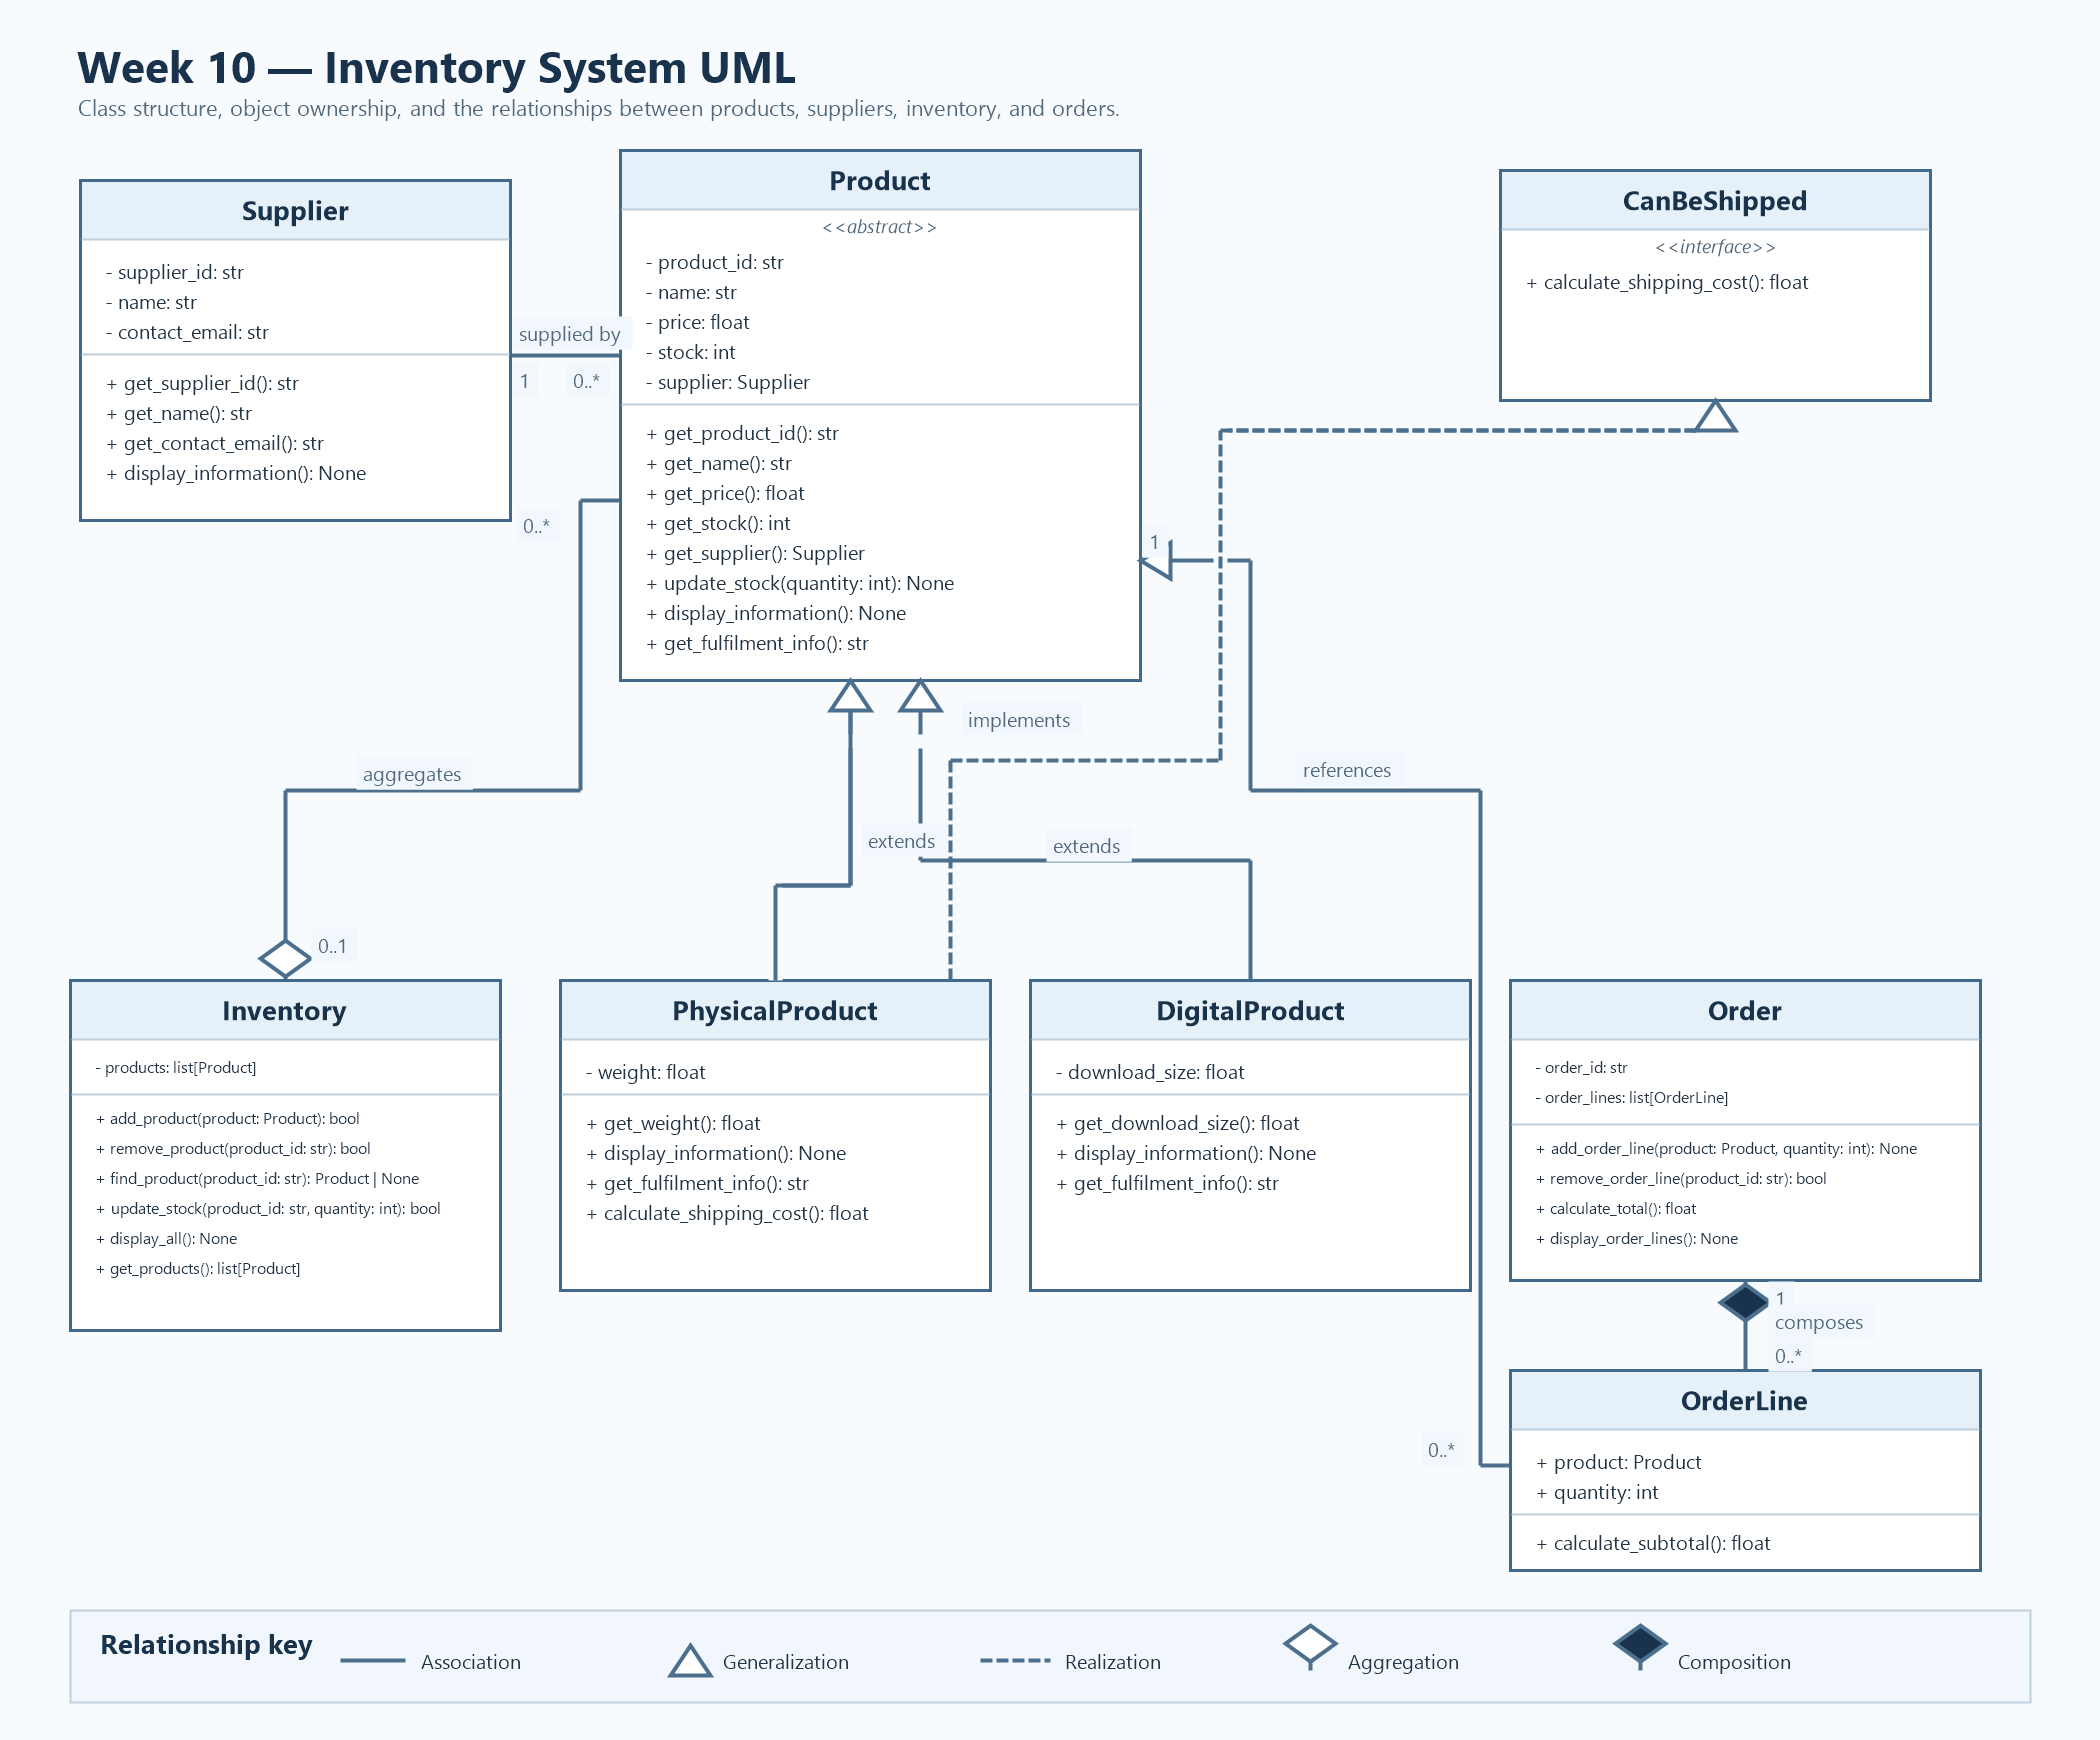 Week 10 — Inventory System UML
Class structure, object ownership, and the relationships between products, suppliers, inventory, and orders.
Supplier
- supplier_id: str
- name: str
- contact_email: str
+ get_supplier_id(): str
+ get_name(): str
+ get_contact_email(): str
+ display_information(): None
supplied by
1
0..*
Product
<<abstract>>
- product_id: str
- name: str
- price: float
- stock: int
- supplier: Supplier
+ get_product_id(): str
+ get_name(): str
+ get_price(): float
+ get_stock(): int
+ get_supplier(): Supplier
+ update_stock(quantity: int): None
+ display_information(): None
+ get_fulfilment_info(): str
CanBeShipped
<<interface>>
+ calculate_shipping_cost(): float
0..*
1
implements
aggregates
references
extends
extends
0..1
Inventory
- products: list[Product]
+ add_product(product: Product): bool
+ remove_product(product_id: str): bool
+ find_product(product_id: str): Product | None
+ update_stock(product_id: str, quantity: int): bool
+ display_all(): None
+ get_products(): list[Product]
PhysicalProduct
- weight: float
+ get_weight(): float
+ display_information(): None
+ get_fulfilment_info(): str
+ calculate_shipping_cost(): float
DigitalProduct
- download_size: float
+ get_download_size(): float
+ display_information(): None
+ get_fulfilment_info(): str
Order
- order_id: str
- order_lines: list[OrderLine]
+ add_order_line(product: Product, quantity: int): None
+ remove_order_line(product_id: str): bool
+ calculate_total(): float
+ display_order_lines(): None
1
composes
0..*
0..*
OrderLine
+ product: Product
+ quantity: int
+ calculate_subtotal(): float
Relationship key
Association
Generalization
Realization
Aggregation
Composition